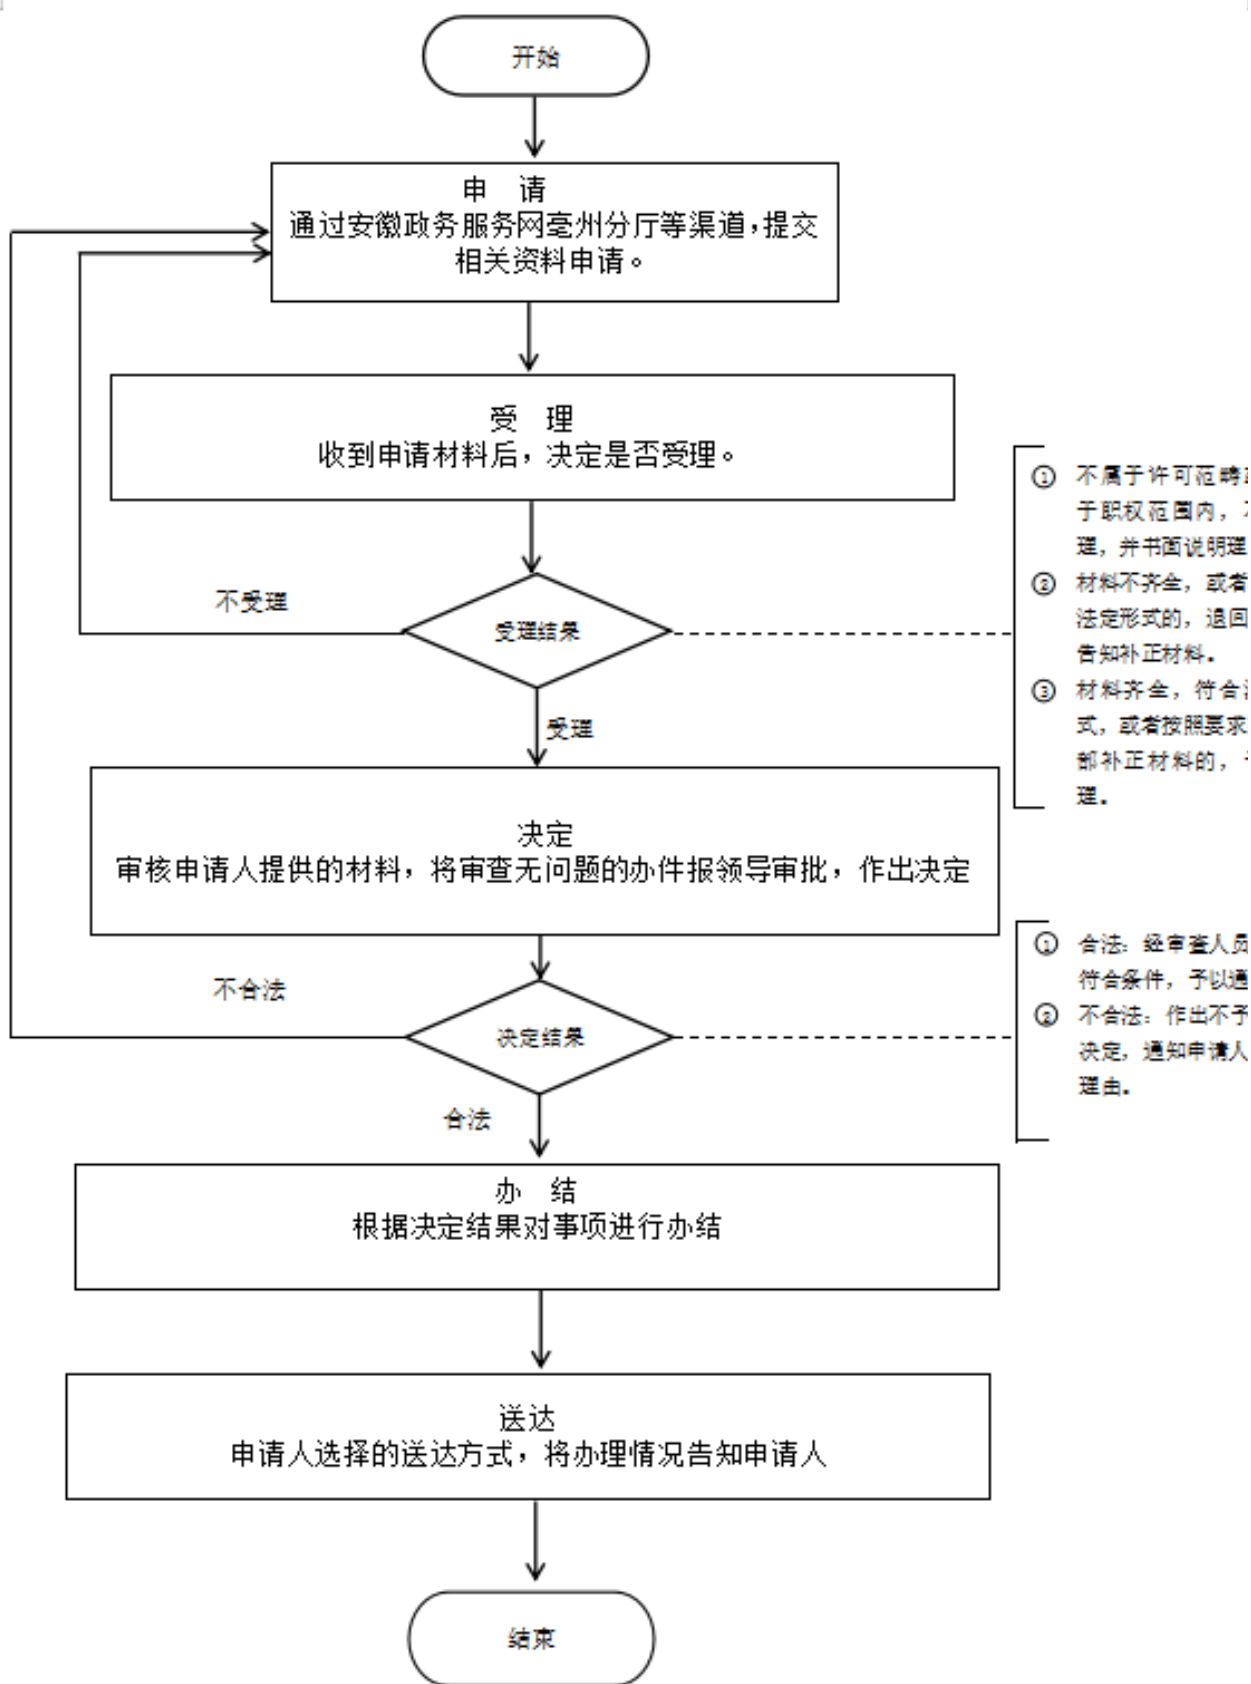 开始
申 请
通过安徽政务服务网亳州分厅等渠道,提交
相关资料申请。
受 理
收到申请材料后，决定是否受理。
不受理
受理结果
受理
① 不属于许可范畴
于职权范围内，
理，并书面说明理
② 材料不齐全，或者
法定形式的，退回
告知补正材料。
③ 材料齐全，符合
式，或者按照要求
部补正材料的，
理。
决定
审核申请人提供的材料，将审查无问题的办件报领导审批，作出决定
不合法
决定结果
合法
① 合法：经审查人员
符合条件，予以通
② 不合法：作出不予
决定，通知申请人
理由。
办 结
根据决定结果对事项进行办结
送达
申请人选择的送达方式，将办理情况告知申请人
结束